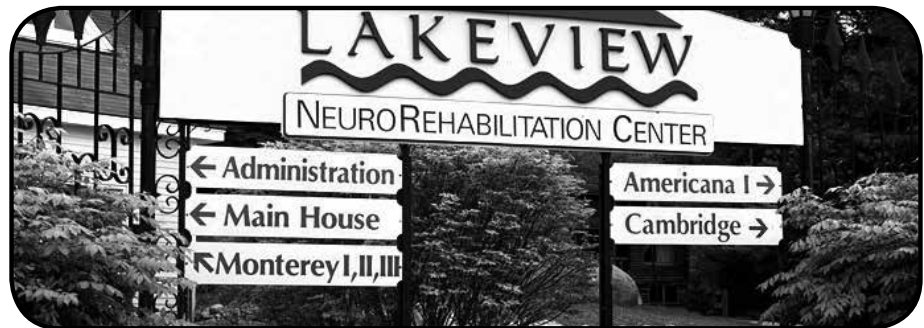 LAKEVIEW
NEUROREHABILITATION CENTER
← Administration
← Main House
↖ Monterey I, II, III
Americana I →
Cambridge →